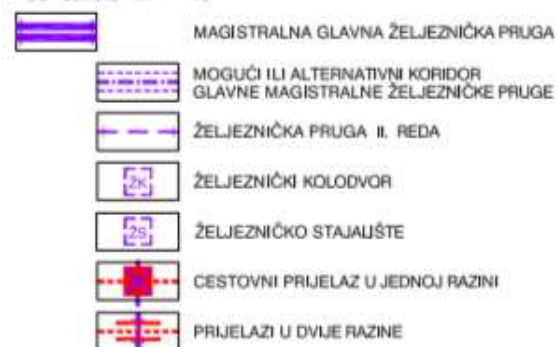 MAGISTRALNA GLAVNA ŽELJEZNIČKA PRUGA
MOGUĆI ILI ALTERNATIVNI KORIDOR
GLAVNE MAGISTRALNE ŽELJEZNIČKE PRUGE
ŽELJEZNIČKA PRUGA II. REDA
ŽK ŽELJEZNIČKI KOLODVOR
ŽS ŽELJEZNIČKO STAJALIŠTE
CESTOVNI PRIJELAZ U JEDNOJ RAZINI
PRIJELAZI U DVIJE RAZINE